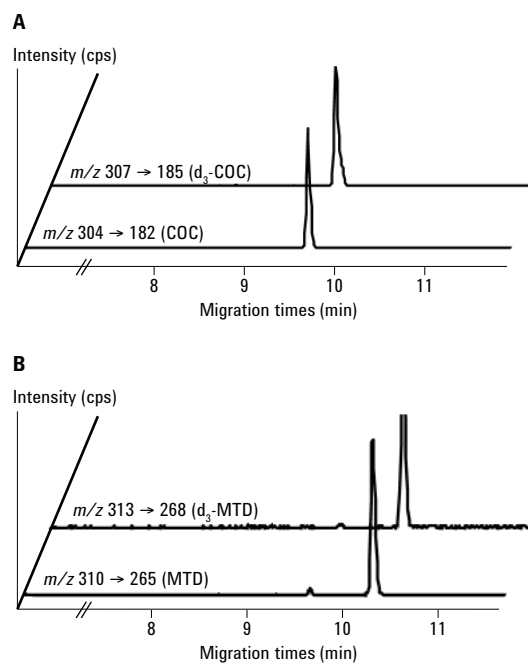 A
Intensity (cps)
m/z 307 → 185 (d₃-COC)
m/z 304 → 182 (COC)
8 9 10 11
Migration times (min)
B
Intensity (cps)
m/z 313 → 268 (d₃-MTD)
m/z 310 → 265 (MTD)
8 9 10 11
Migration times (min)